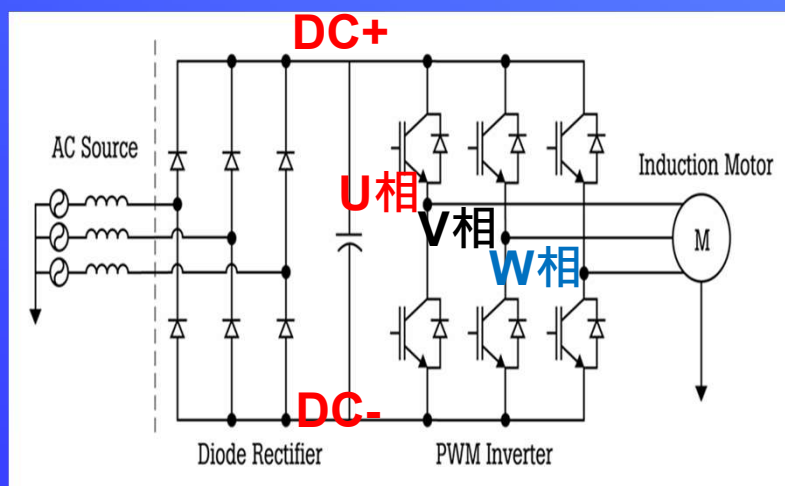 DC+
AC Source
Induction Motor
U相
V相
W相
M
DC-
Diode Rectifier
PWM Inverter